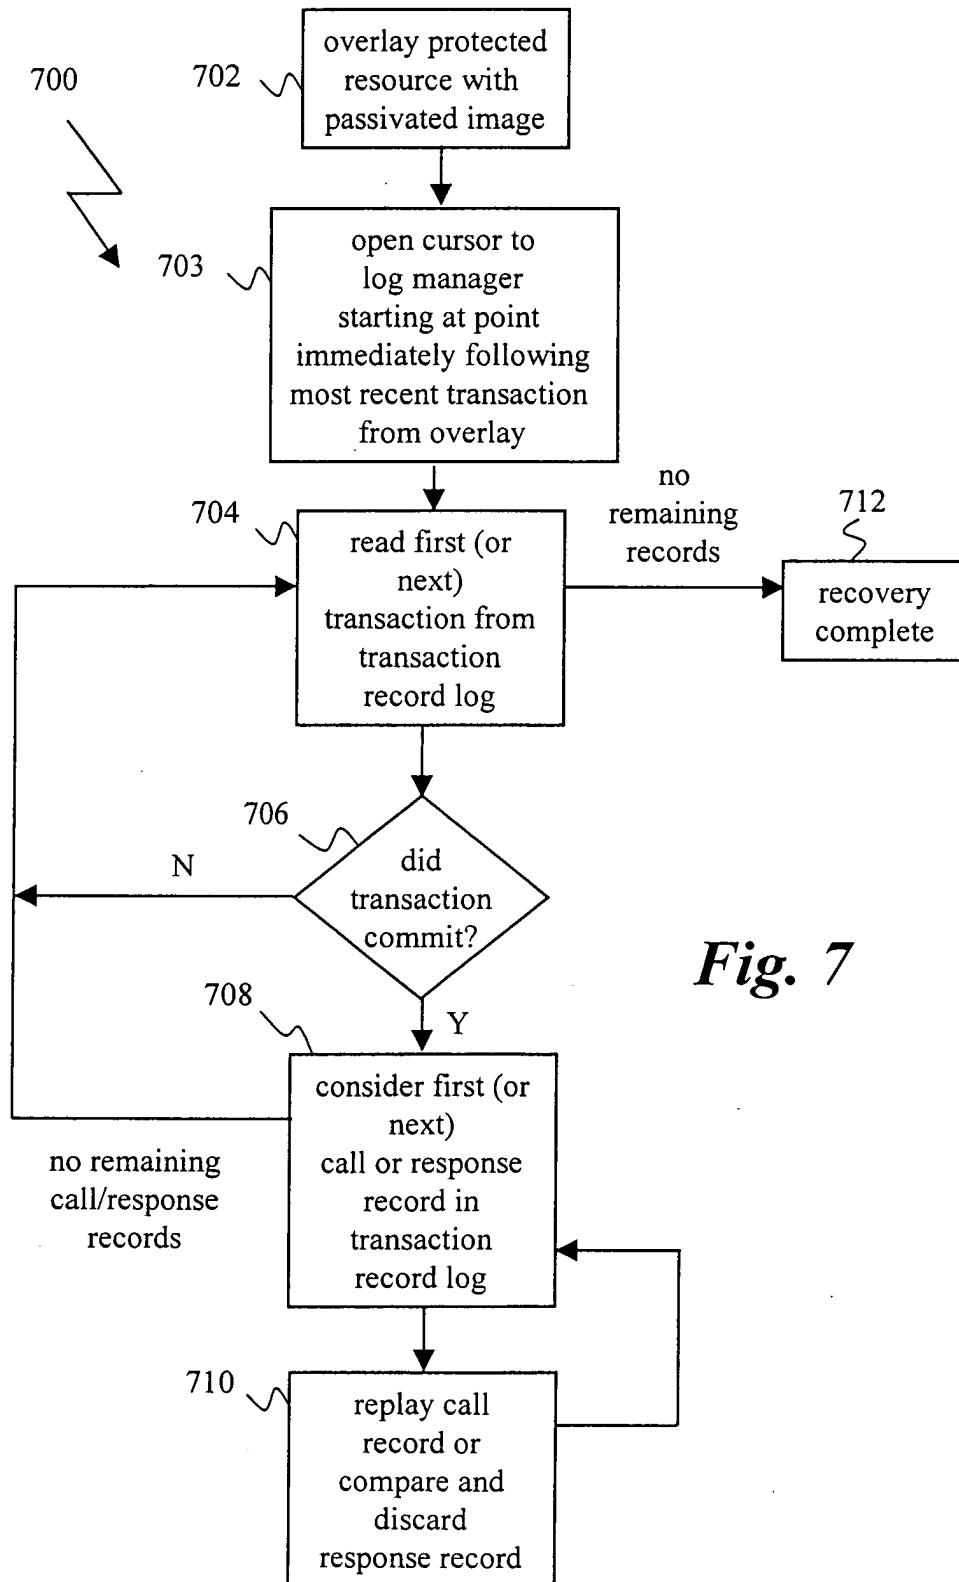 700
702
overlay protected
resource with
passivated image
703
open cursor to
log manager
starting at point
immediately following
most recent transaction
from overlay
704
read first (or
next)
transaction from
transaction
record log
no
remaining
records
712
recovery
complete
706
did
transaction
commit?
N
Y
Fig. 7
708
consider first (or
next)
call or response
record in
transaction
record log
no remaining
call/response
records
710
replay call
record or
compare and
discard
response record